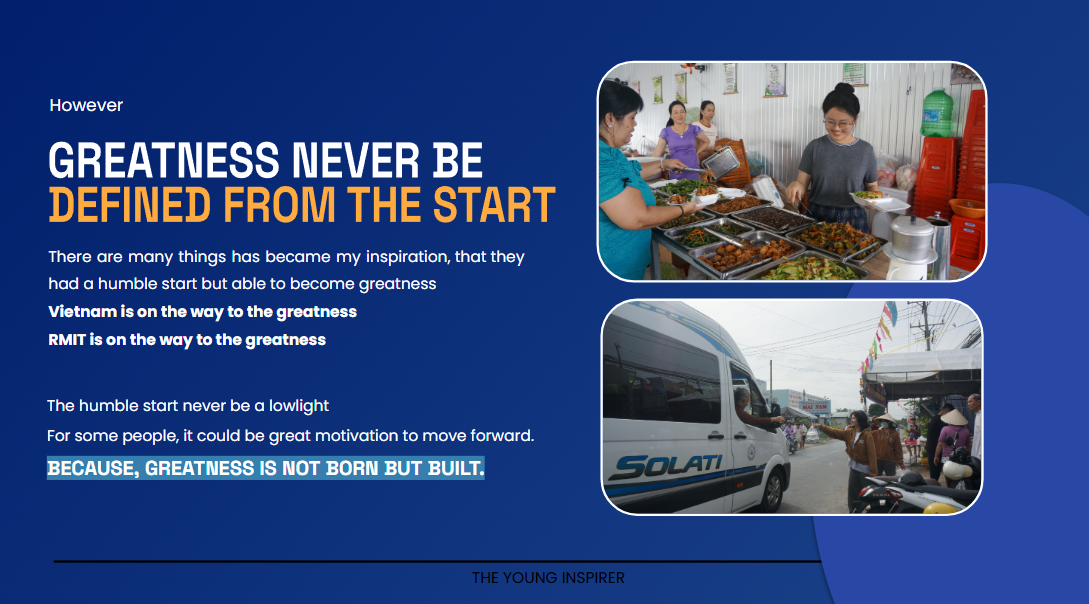 However
GREATNESS NEVER BE
DEFINED FROM THE START
There are many things has became my inspiration, that they
had a humble start but able to become greatness
Vietnam is on the way to the greatness
RMIT is on the way to the greatness
The humble start never be a lowlight
For some people, it could be great motivation to move forward.
BECAUSE, GREATNESS IS NOT BORN BUT BUILT.
SOLATI
THE YOUNG INSPIRER